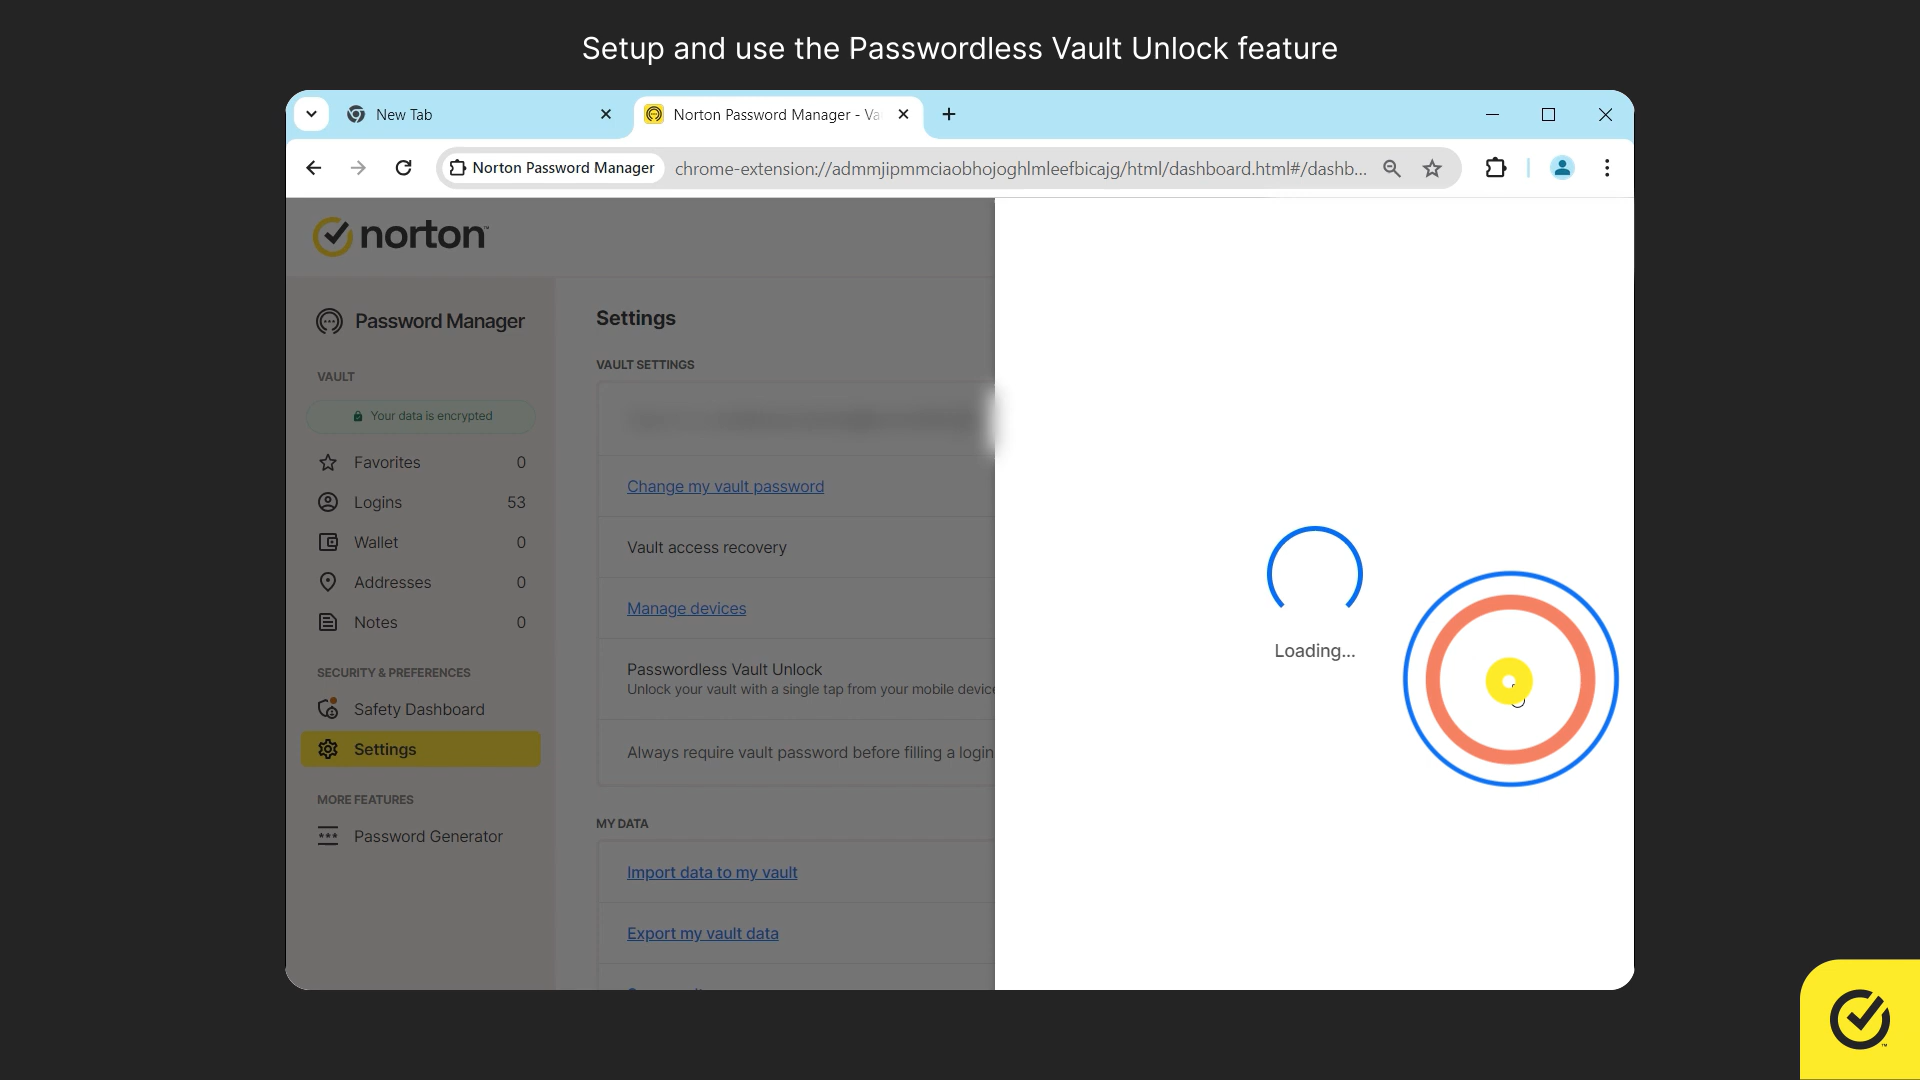 Setup and use the Passwordless Vault Unlock feature
New Tab
Norton Password Manager - Va
Norton Password Manager
chrome-extension://admmjipmmciaobhojoghlmleefbicajg/html/dashboard.html#/dashb...
norton
Password Manager
VAULT
Your data is encrypted
Favorites 0
Logins 53
Wallet 0
Addresses 0
Notes 0
SECURITY & PREFERENCES
Safety Dashboard
Settings
MORE FEATURES
Password Generator
Settings
VAULT SETTINGS
Change my vault password
Vault access recovery
Manage devices
Passwordless Vault Unlock
Unlock your vault with a single tap from your mobile device
Always require vault password before filling a login
MY DATA
Import data to my vault
Export my vault data
Loading...